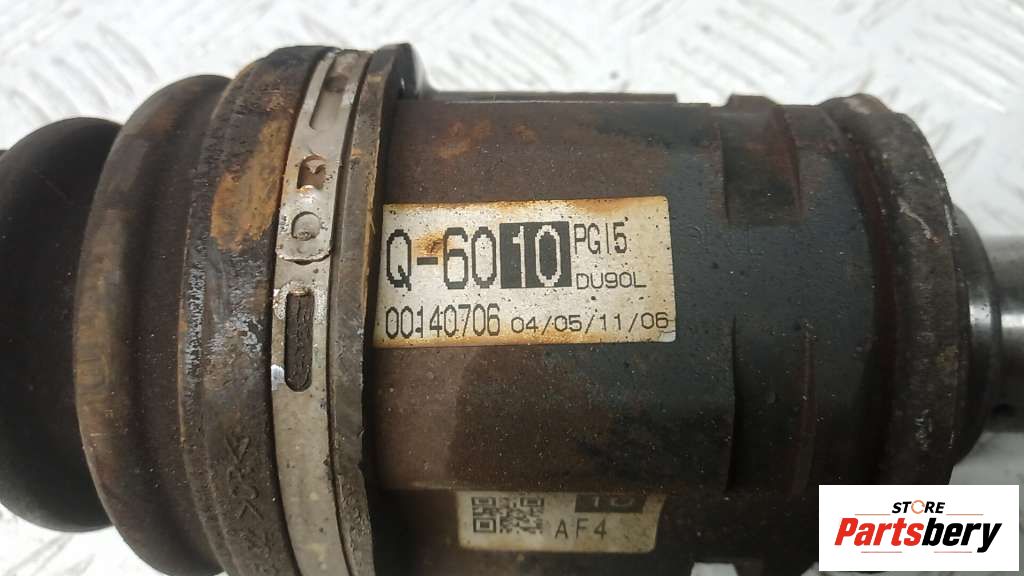 Q-6010 PG15
DU90L
00140706 04/05/11/06
AF4
STORE
Partsbery